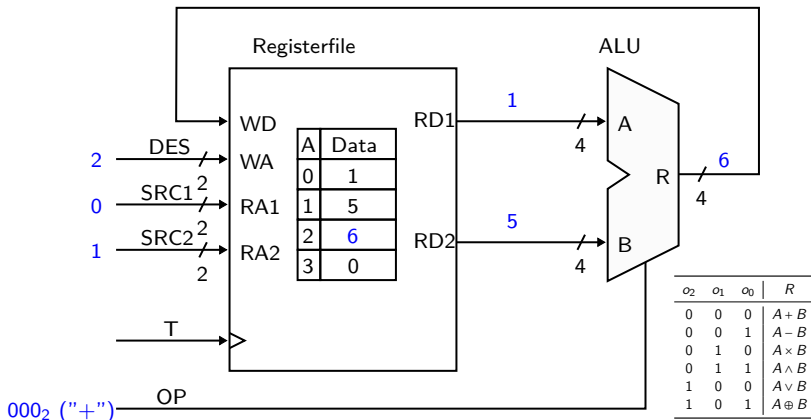 Registerfile
ALU
WD
WA
RA1
RA2
RD1
RD2
A Data
0 1
1 5
2 6
3 0
2 DES 2
0 SRC1 2
1 SRC2 2
T
000₂ ("+") OP
1 4
5 4
A
B
R
6 4
o₂ o₁ o₀ R
0 0 0 A + B
0 0 1 A − B
0 1 0 A × B
0 1 1 A ∧ B
1 0 0 A ∨ B
1 0 1 A ⊕ B